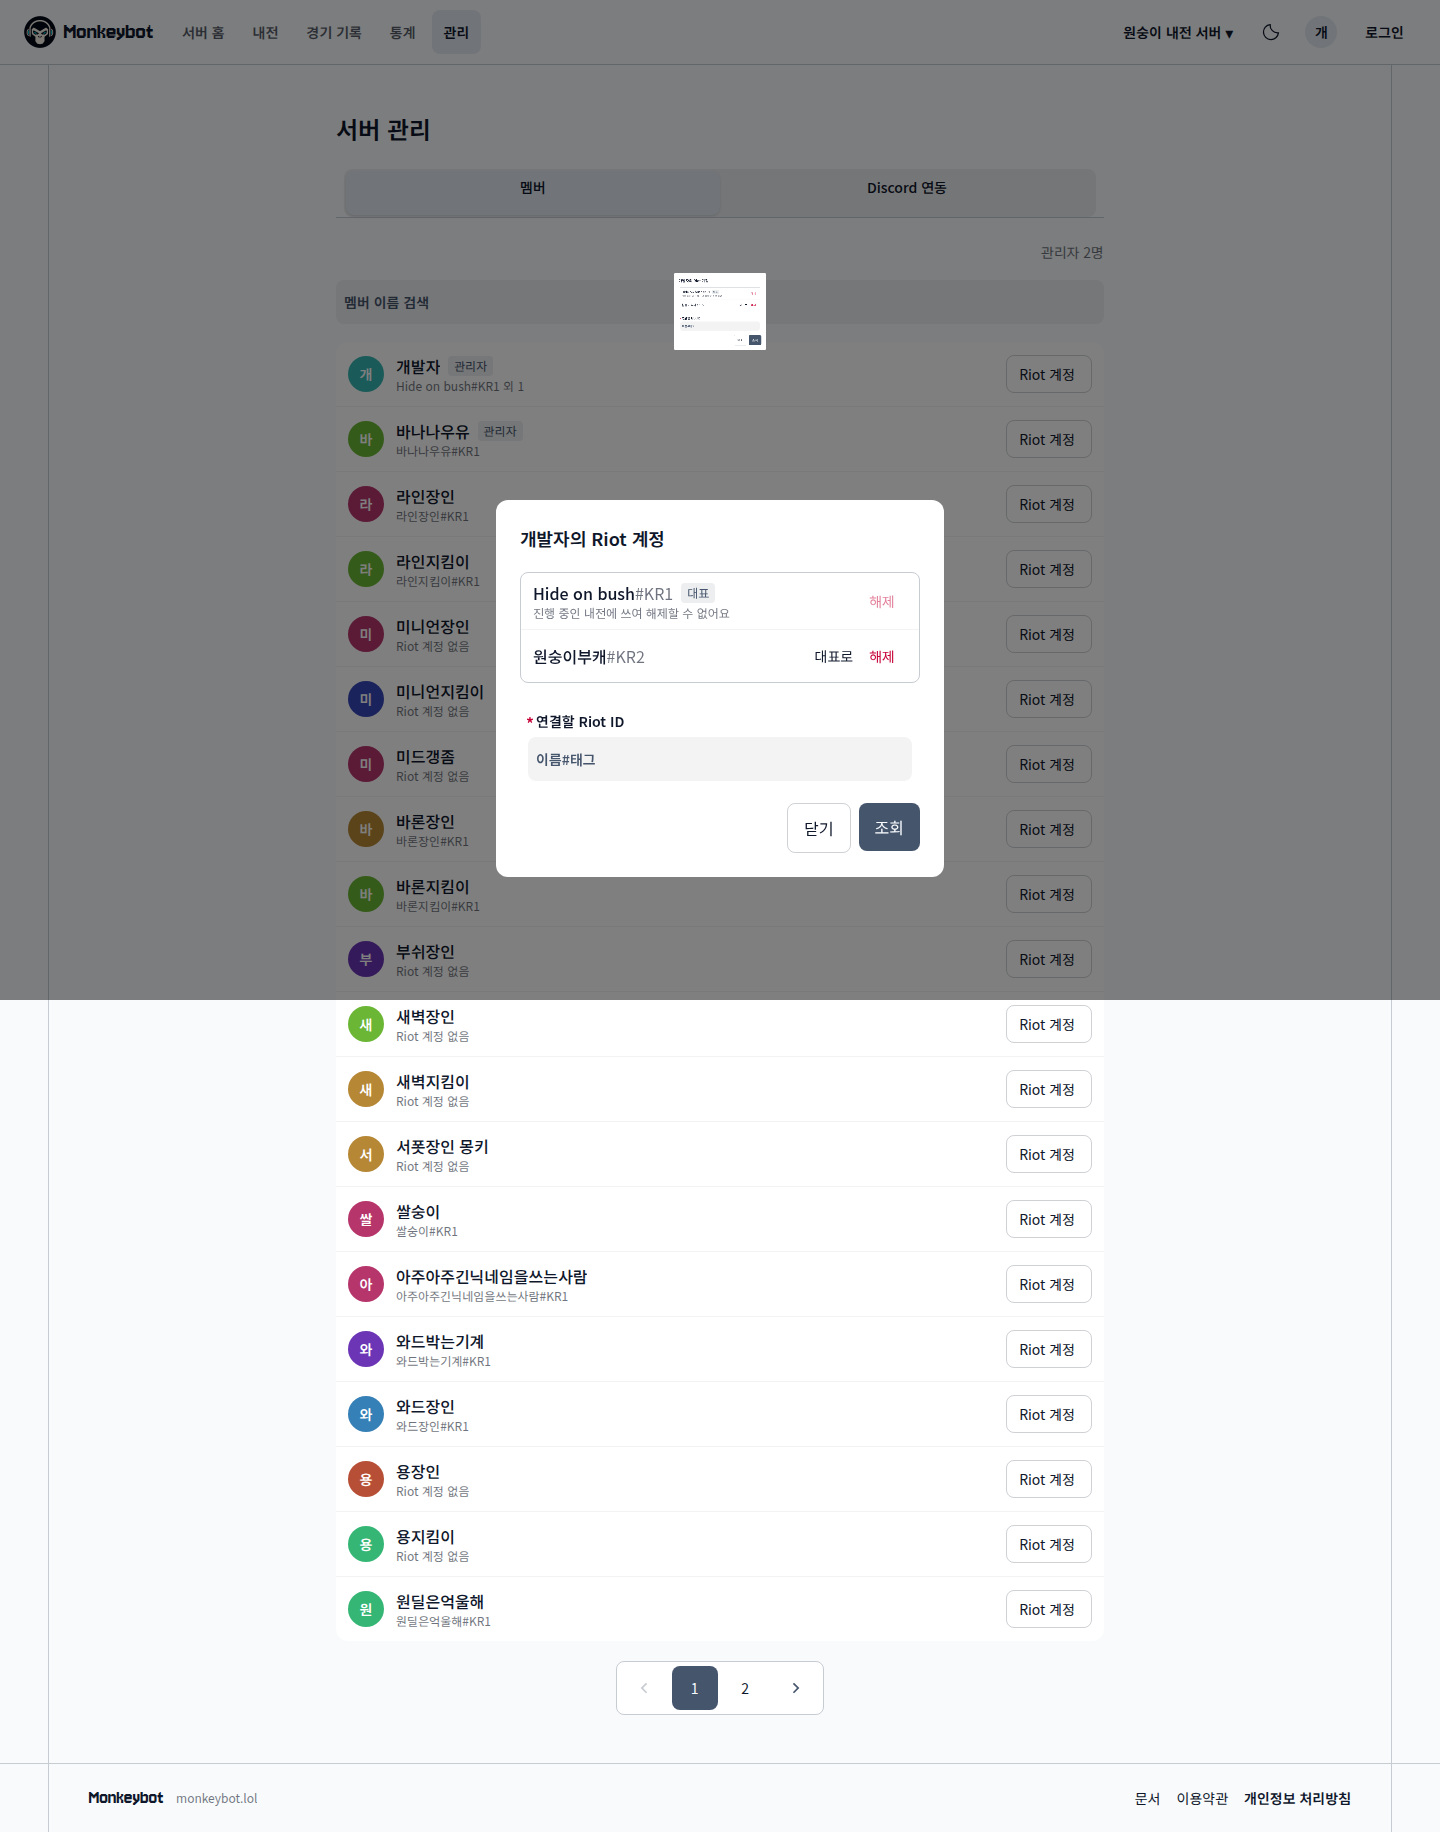 Monkeybot
서버 홈
내전
경기 기록
통계
관리
원숭이 내전 서버 ▾
개
로그인
서버 관리
멤버
Discord 연동
관리자 2명
멤버 이름 검색
개
개발자 관리자
Hide on bush#KR1 외 1
Riot 계정
바
바나나우유 관리자
바나나우유#KR1
Riot 계정
라
라인장인
라인장인#KR1
Riot 계정
라
라인지킴이
라인지킴이#KR1
Riot 계정
미
미니언장인
Riot 계정 없음
Riot 계정
미
미니언지킴이
Riot 계정 없음
Riot 계정
미
미드갱좀
Riot 계정 없음
Riot 계정
바
바론장인
바론장인#KR1
Riot 계정
바
바론지킴이
바론지킴이#KR1
Riot 계정
부
부쉬장인
Riot 계정 없음
Riot 계정
개발자의 Riot 계정
Hide on bush#KR1 대표
진행 중인 내전에 쓰여 해제할 수 없어요
해제
원숭이부캐#KR2
대표로
해제
* 연결할 Riot ID
이름#태그
닫기
조회
새
새벽장인
Riot 계정 없음
Riot 계정
새
새벽지킴이
Riot 계정 없음
Riot 계정
서
서폿장인 몽키
Riot 계정 없음
Riot 계정
쌀
쌀숭이
쌀숭이#KR1
Riot 계정
아
아주아주긴닉네임을쓰는사람
아주아주긴닉네임을쓰는사람#KR1
Riot 계정
와
와드박는기계
와드박는기계#KR1
Riot 계정
와
와드장인
와드장인#KR1
Riot 계정
용
용장인
Riot 계정 없음
Riot 계정
용
용지킴이
Riot 계정 없음
Riot 계정
원
원딜은억울해
원딜은억울해#KR1
Riot 계정
1
2
Monkeybot
monkeybot.lol
문서
이용약관
개인정보 처리방침